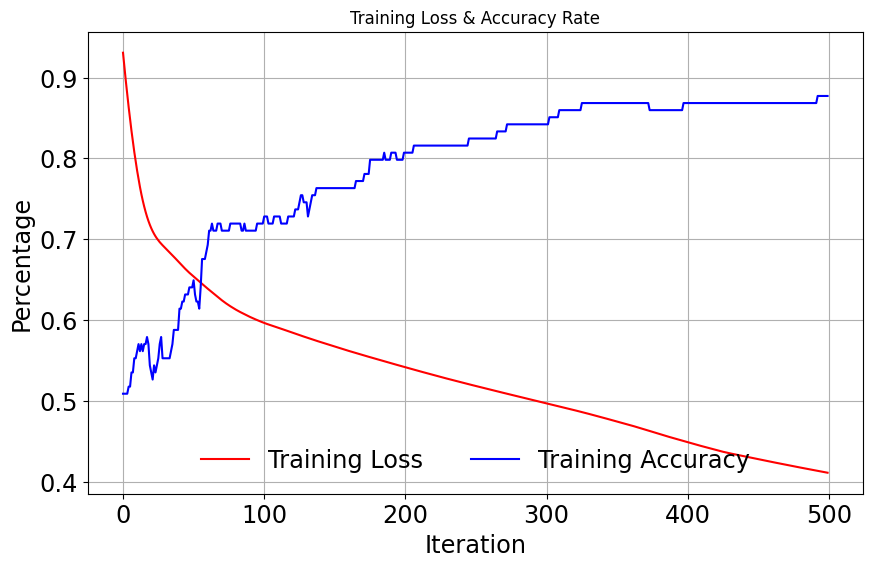 Training Loss & Accuracy Rate
Percentage
0.9
0.8
0.7
0.6
0.5
0.4
Training Loss Training Accuracy
0 100 200 300 400 500
Iteration